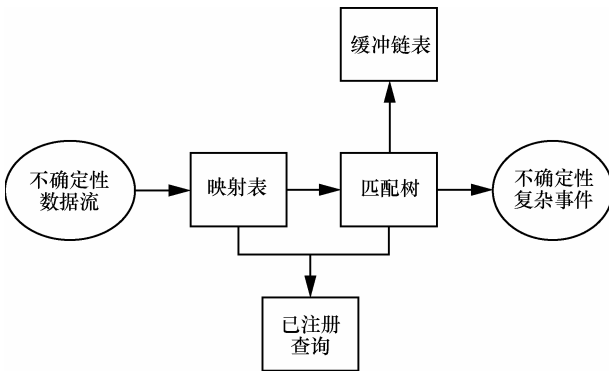 缓冲链表
不确定性
数据流
映射表
匹配树
不确定性
复杂事件
已注册
查询